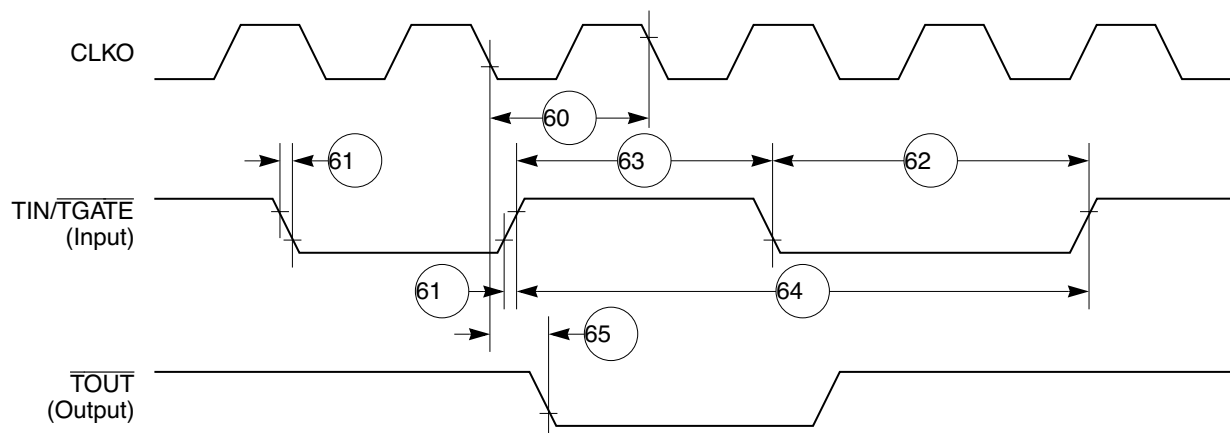 CLKO
60
61
63
62
TIN/TGATE
(Input)
61
64
65
TOUT
(Output)